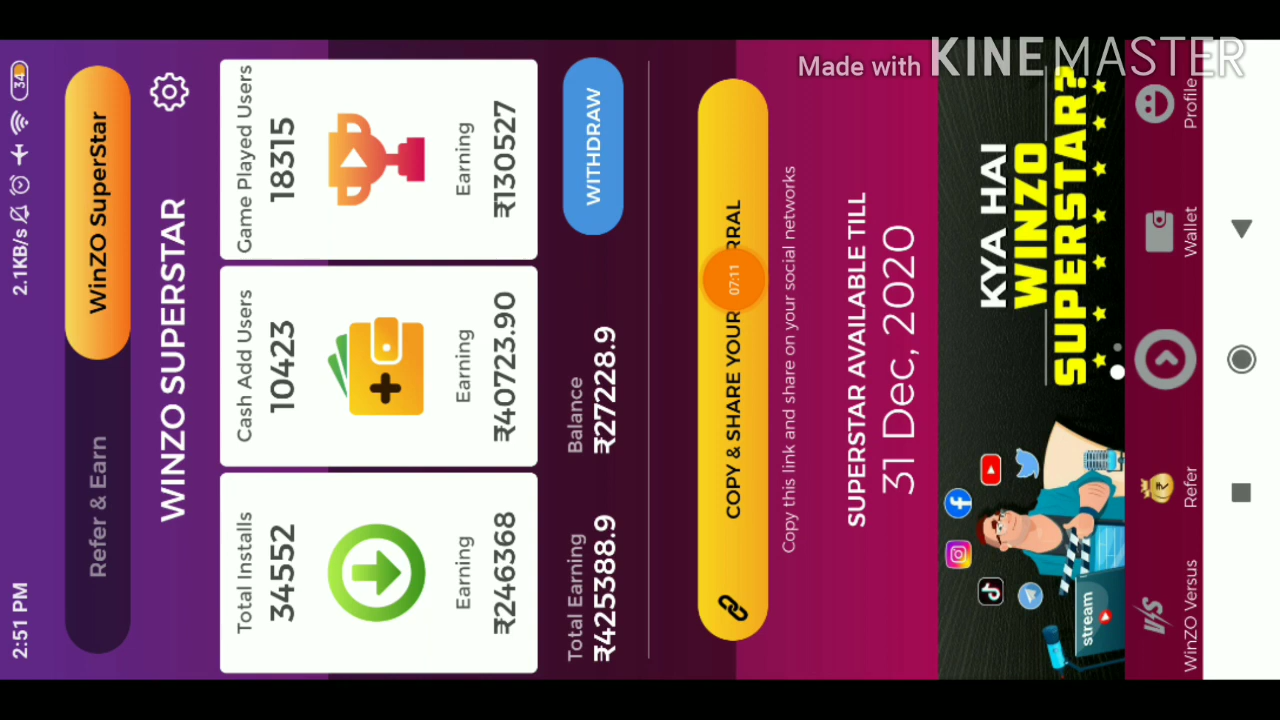 Made with KINEMASTER
2:51 PM
2.1KB/s
34
Refer & Earn
WinZO SuperStar
WINZO SUPERSTAR
Total Installs
34552
Earning
₹246368
Cash Add Users
10423
Earning
₹40723.90
Game Played Users
18315
Earning
₹130527
Total Earning
₹425388.9
Balance
₹27228.9
WITHDRAW
COPY & SHARE YOUR RRAL
07:11
Copy this link and share on your social networks
SUPERSTAR AVAILABLE TILL
31 Dec, 2020
KYA HAI
WINZO
SUPERSTAR?
stream
WinZO Versus
Refer
Wallet
Profile